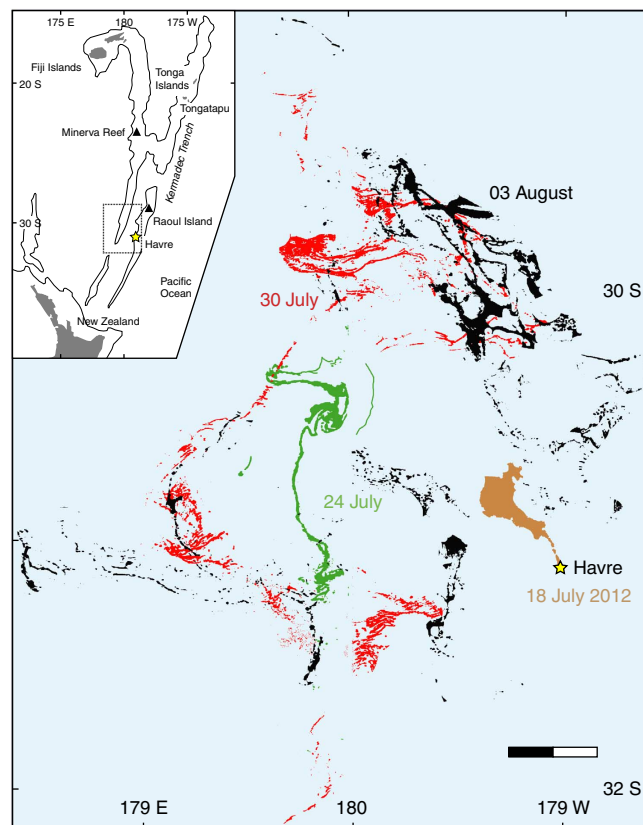 175 E
180
175 W
Fiji Islands
Tonga
Islands
20 S
Tongatapu
Minerva Reef
Kermadec Trench
30 S
Raoul Island
Havre
Pacific
Ocean
New Zealand
03 August
30 July
30 S
24 July
Havre
18 July 2012
32 S
179 E
180
179 W